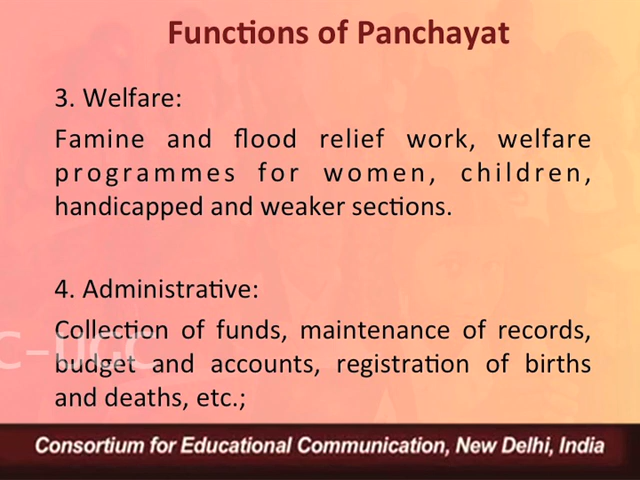 Functions of Panchayat
3. Welfare:
Famine and flood relief work, welfare
programmes for women, children,
handicapped and weaker sections.
4. Administrative:
Collection of funds, maintenance of records,
budget and accounts, registration of births
and deaths, etc.;
C-UGC
Consortium for Educational Communication, New Delhi, India